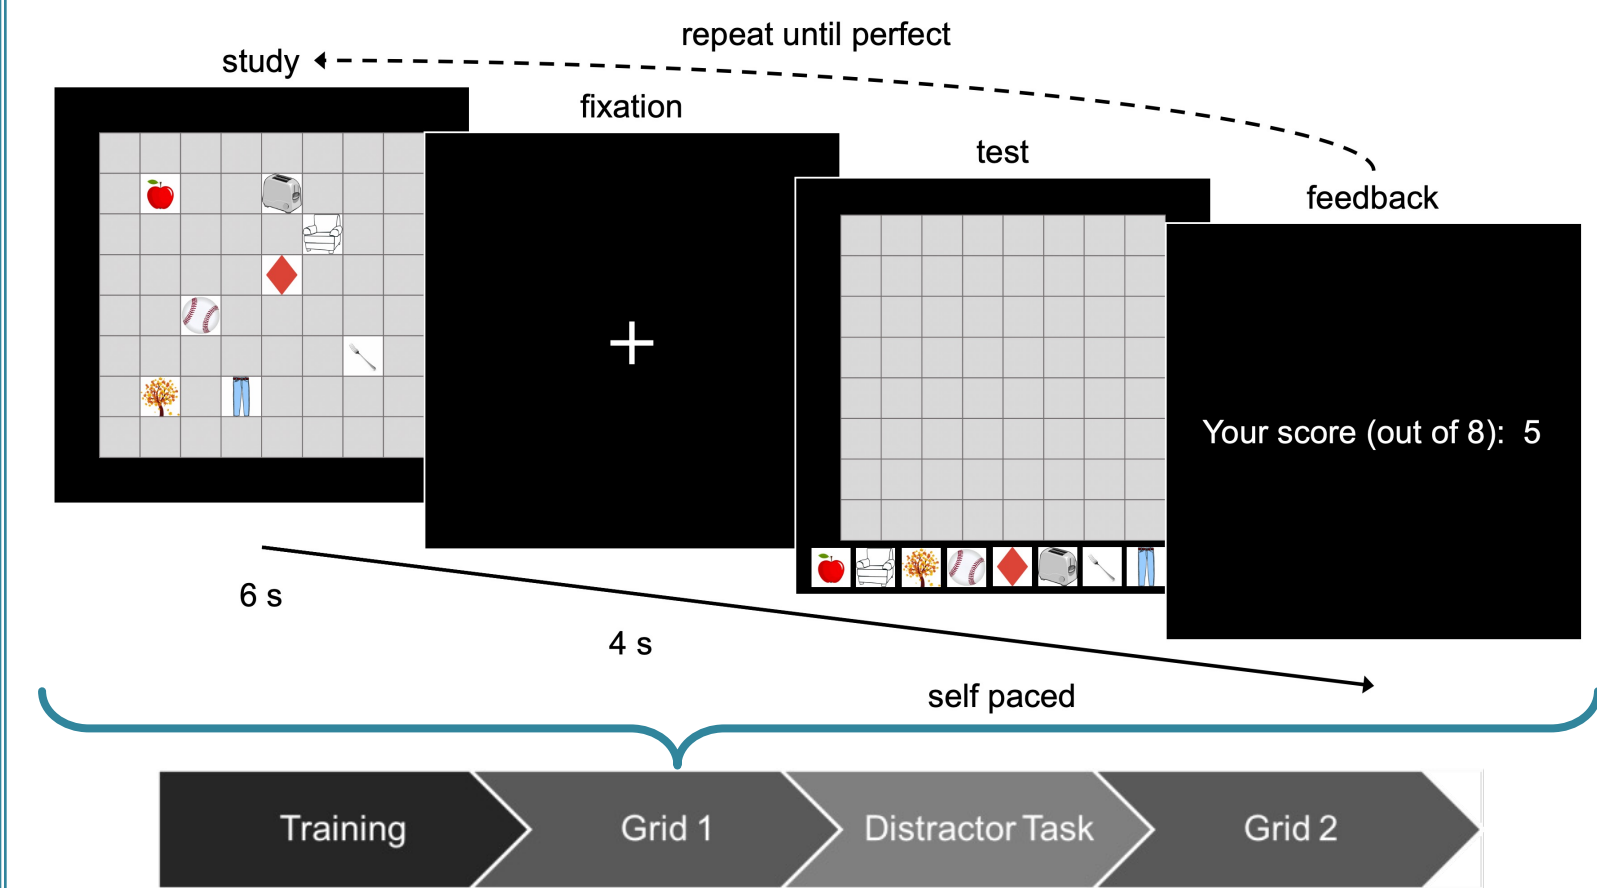 repeat until perfect
study
fixation
test
feedback
Your score (out of 8): 5
6 s
4 s
self paced
Training
Grid 1
Distractor Task
Grid 2